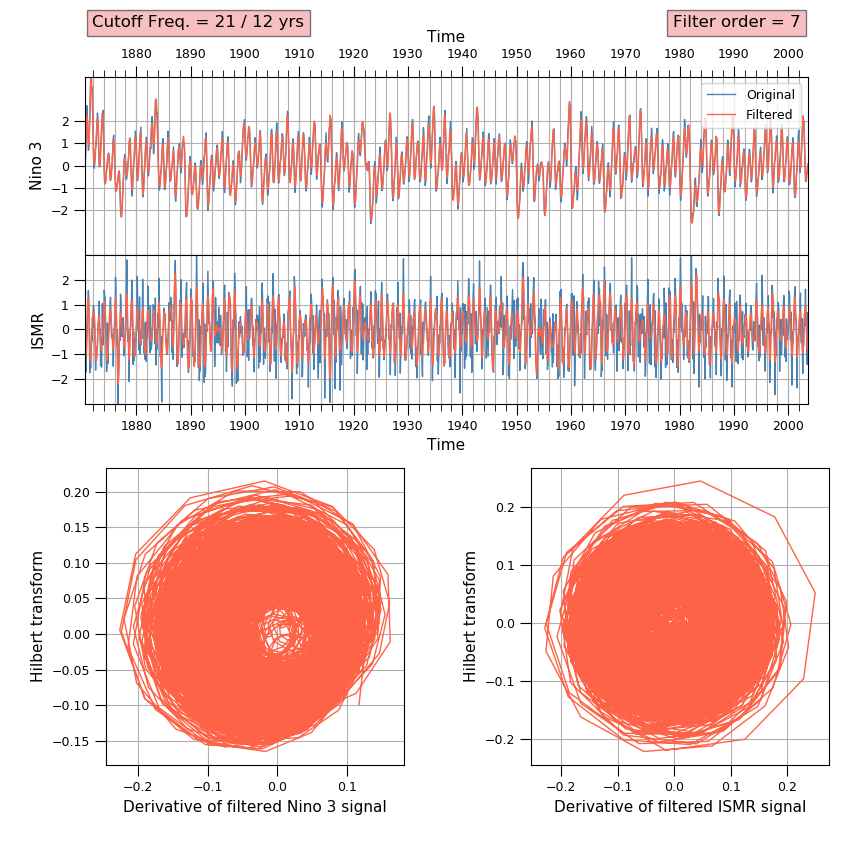 Cutoff Freq. = 21 / 12 yrs
Filter order = 7
Time
1880 1890 1900 1910 1920 1930 1940 1950 1960 1970 1980 1990 2000
Original
Filtered
Nino 3
2
1
0
−1
−2
ISMR
2
1
0
−1
−2
1880 1890 1900 1910 1920 1930 1940 1950 1960 1970 1980 1990 2000
Time
Hilbert transform
0.20
0.15
0.10
0.05
0.00
−0.05
−0.10
−0.15
−0.2 −0.1 0.0 0.1
Derivative of filtered Nino 3 signal
Hilbert transform
0.2
0.1
0.0
−0.1
−0.2
−0.2 −0.1 0.0 0.1 0.2
Derivative of filtered ISMR signal